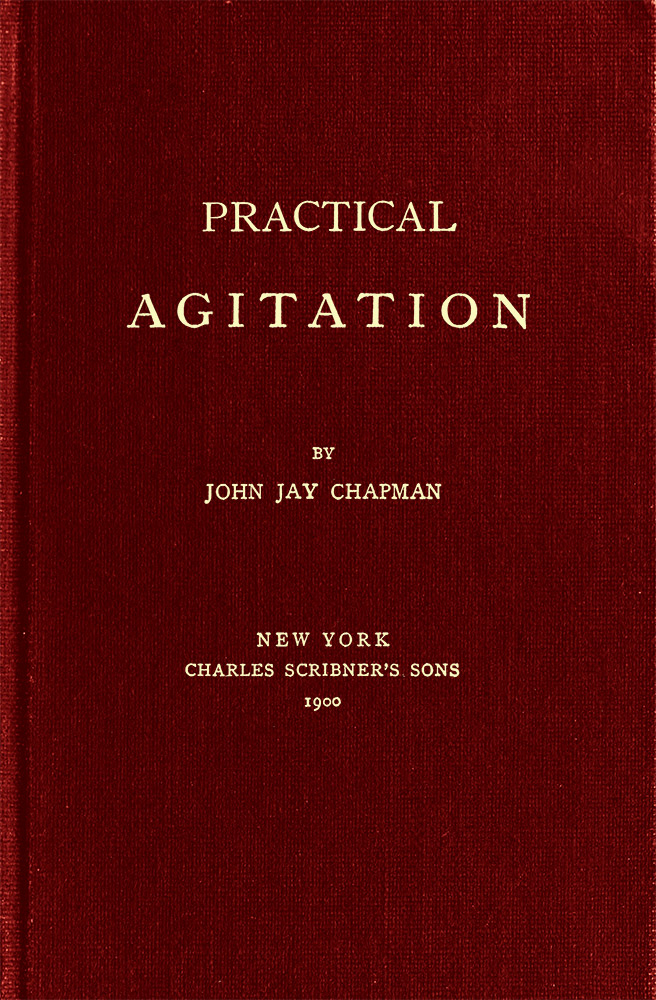 PRACTICAL
AGITATION
BY
JOHN JAY CHAPMAN
NEW YORK
CHARLES SCRIBNER'S SONS
1900